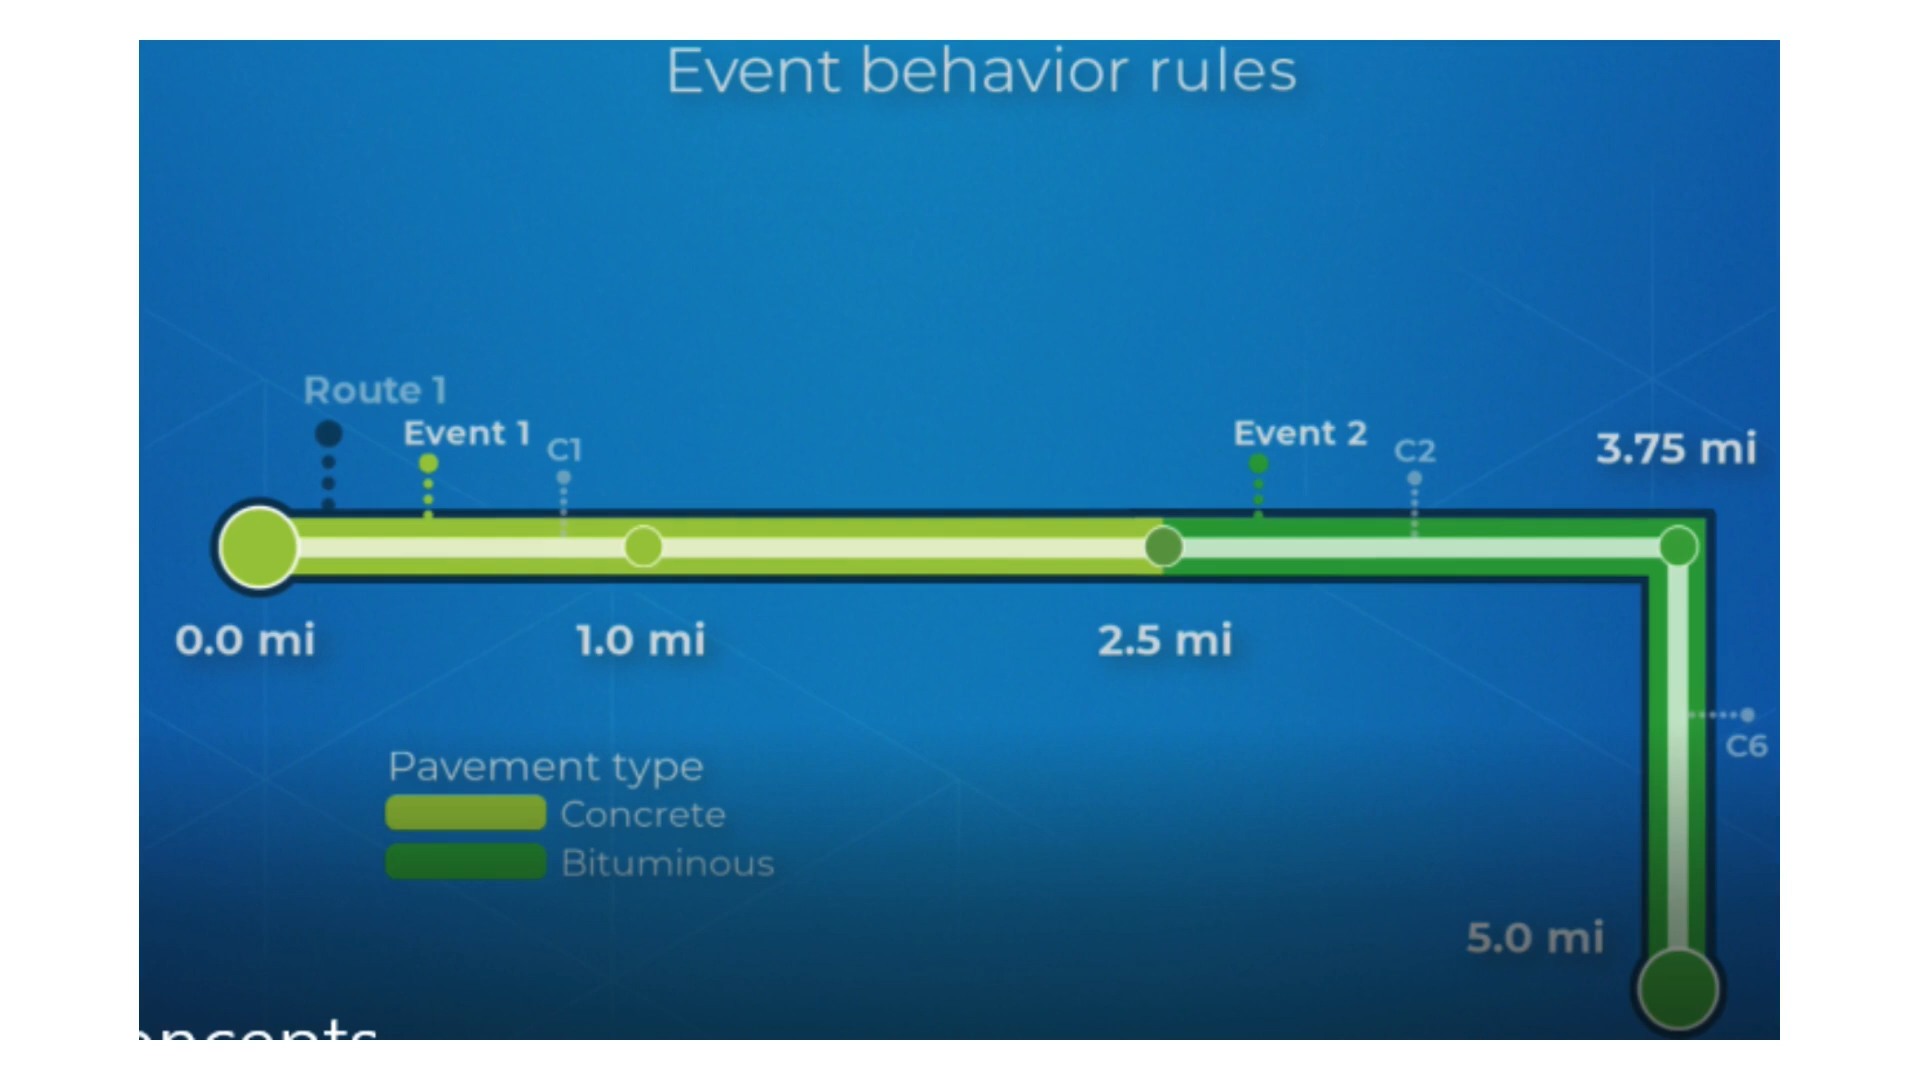 Event behavior rules
Route 1
Event 1
C1
Event 2
C2
3.75 mi
0.0 mi
1.0 mi
2.5 mi
C6
Pavement type
Concrete
Bituminous
5.0 mi